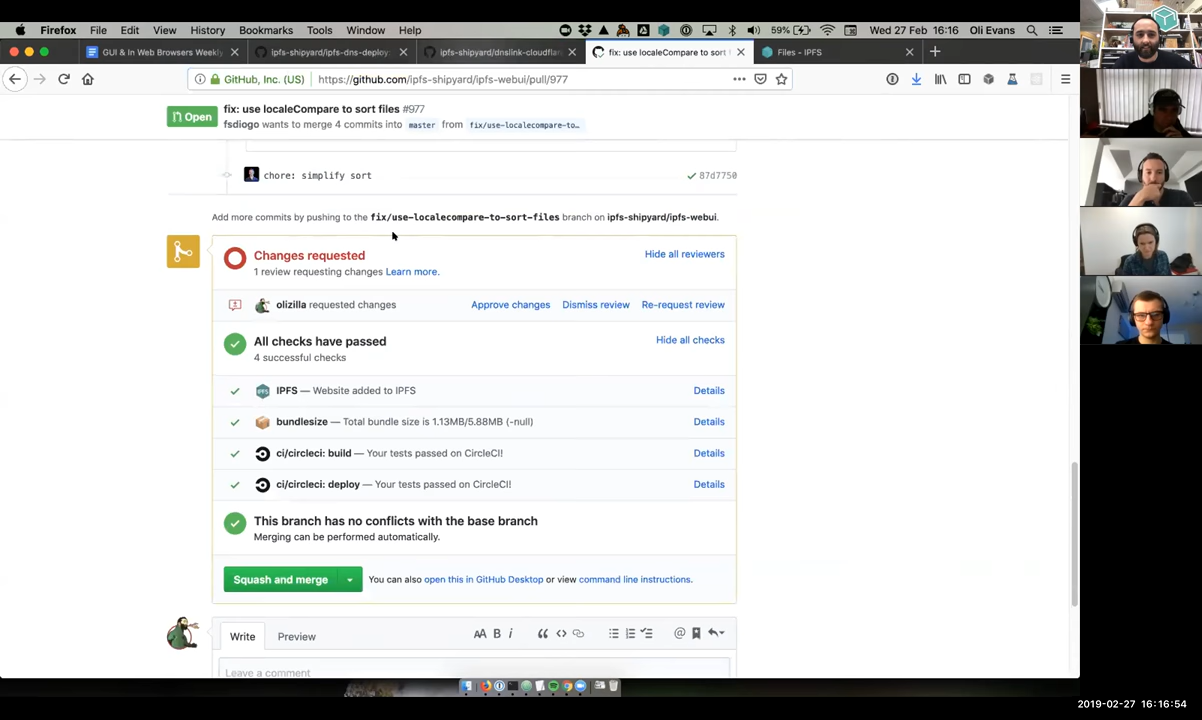 Firefox File Edit View History Bookmarks Tools Window Help 59% Wed 27 Feb 16:16 Oli Evans
GUI & In Web Browsers Weekly
ipfs-shipyard/ipfs-dns-deploy:
ipfs-shipyard/dnslink-cloudflar
fix: use localeCompare to sort
Files - IPFS
GitHub, Inc. (US) https://github.com/ipfs-shipyard/ipfs-webui/pull/977
Open
fix: use localeCompare to sort files #977
fsdiogo wants to merge 4 commits into master from fix/use-localecompare-to…
chore: simplify sort 87d7750
Add more commits by pushing to the fix/use-localecompare-to-sort-files branch on ipfs-shipyard/ipfs-webui.
Changes requested Hide all reviewers
1 review requesting changes Learn more.
olizilla requested changes Approve changes Dismiss review Re-request review
All checks have passed Hide all checks
4 successful checks
IPFS — Website added to IPFS Details
bundlesize — Total bundle size is 1.13MB/5.88MB (-null) Details
ci/circleci: build — Your tests passed on CircleCI! Details
ci/circleci: deploy — Your tests passed on CircleCI! Details
This branch has no conflicts with the base branch
Merging can be performed automatically.
Squash and merge You can also open this in GitHub Desktop or view command line instructions.
Write Preview AA B i
Leave a comment
2019-02-27 16:16:54